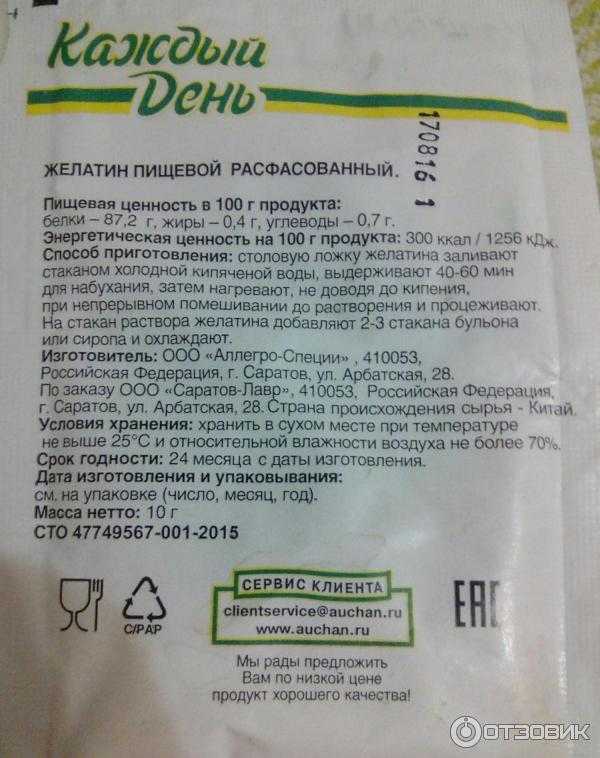 Каждый
День
170816 1
ЖЕЛАТИН ПИЩЕВОЙ РАСФАСОВАННЫЙ.
Пищевая ценность в 100 г продукта:
белки – 87,2 г, жиры – 0,4 г, углеводы – 0,7 г.
Энергетическая ценность на 100 г продукта: 300 ккал / 1256 кДж.
Способ приготовления: столовую ложку желатина заливают
стаканом холодной кипяченой воды, выдерживают 40-60 мин
для набухания, затем нагревают, не доводя до кипения,
при непрерывном помешивании до растворения и процеживают.
На стакан раствора желатина добавляют 2-3 стакана бульона
или сиропа и охлаждают.
Изготовитель: ООО «Аллегро-Специи» , 410053,
Российская Федерация, г. Саратов, ул. Арбатская, 28.
По заказу ООО «Саратов-Лавр», 410053, Российская Федерация,
г. Саратов, ул. Арбатская, 28. Страна происхождения сырья - Китай.
Условия хранения: хранить в сухом месте при температуре
не выше 25°С и относительной влажности воздуха не более 70%.
Срок годности: 24 месяца с даты изготовления.
Дата изготовления и упаковывания:
см. на упаковке (число, месяц, год).
Масса нетто: 10 г
СТО 47749567-001-2015
C/PAP
СЕРВИС КЛИЕНТА
clientservice@auchan.ru
www.auchan.ru
EAC
Мы рады предложить
Вам по низкой цене
продукт хорошего качества!
ОТЗОВИК